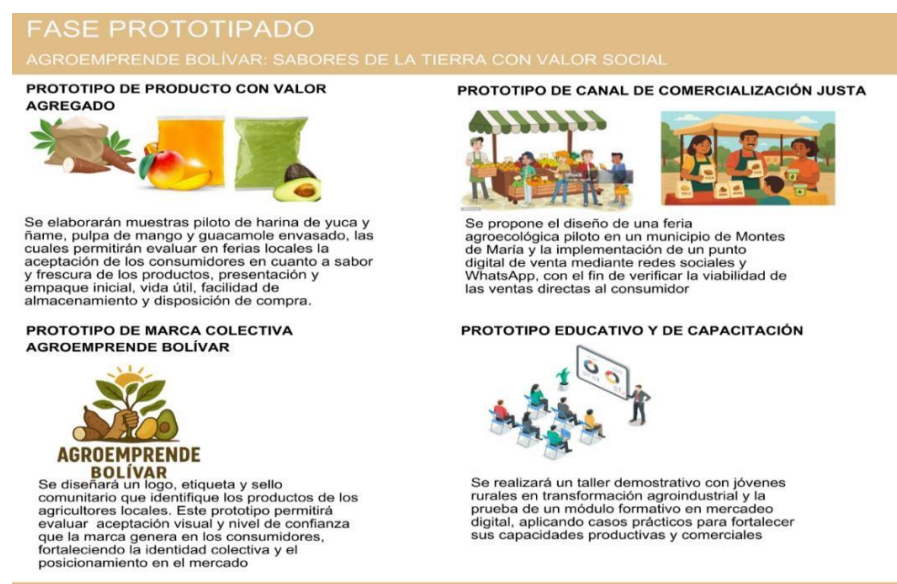 FASE PROTOTIPADO
AGROEMPRENDE BOLÍVAR: SABORES DE LA TIERRA CON VALOR SOCIAL
PROTOTIPO DE PRODUCTO CON VALOR
AGREGADO
Se elaborarán muestras piloto de harina de yuca y
ñame, pulpa de mango y guacamole envasado, las
cuales permitirán evaluar en ferias locales la
aceptación de los consumidores en cuanto a sabor
y frescura de los productos, presentación y
empaque inicial, vida útil, facilidad de
almacenamiento y disposición de compra.
PROTOTIPO DE CANAL DE COMERCIALIZACIÓN JUSTA
Se propone el diseño de una feria
agroecológica piloto en un municipio de Montes
de María y la implementación de un punto
digital de venta mediante redes sociales y
WhatsApp, con el fin de verificar la viabilidad de
las ventas directas al consumidor
PROTOTIPO DE MARCA COLECTIVA
AGROEMPRENDE BOLÍVAR
AGROEMPRENDE
BOLÍVAR
Se diseñará un logo, etiqueta y sello
comunitario que identifique los productos de los
agricultores locales. Este prototipo permitirá
evaluar aceptación visual y nivel de confianza
que la marca genera en los consumidores,
fortaleciendo la identidad colectiva y el
posicionamiento en el mercado
PROTOTIPO EDUCATIVO Y DE CAPACITACIÓN
Se realizará un taller demostrativo con jóvenes
rurales en transformación agroindustrial y la
prueba de un módulo formativo en mercadeo
digital, aplicando casos prácticos para fortalecer
sus capacidades productivas y comerciales